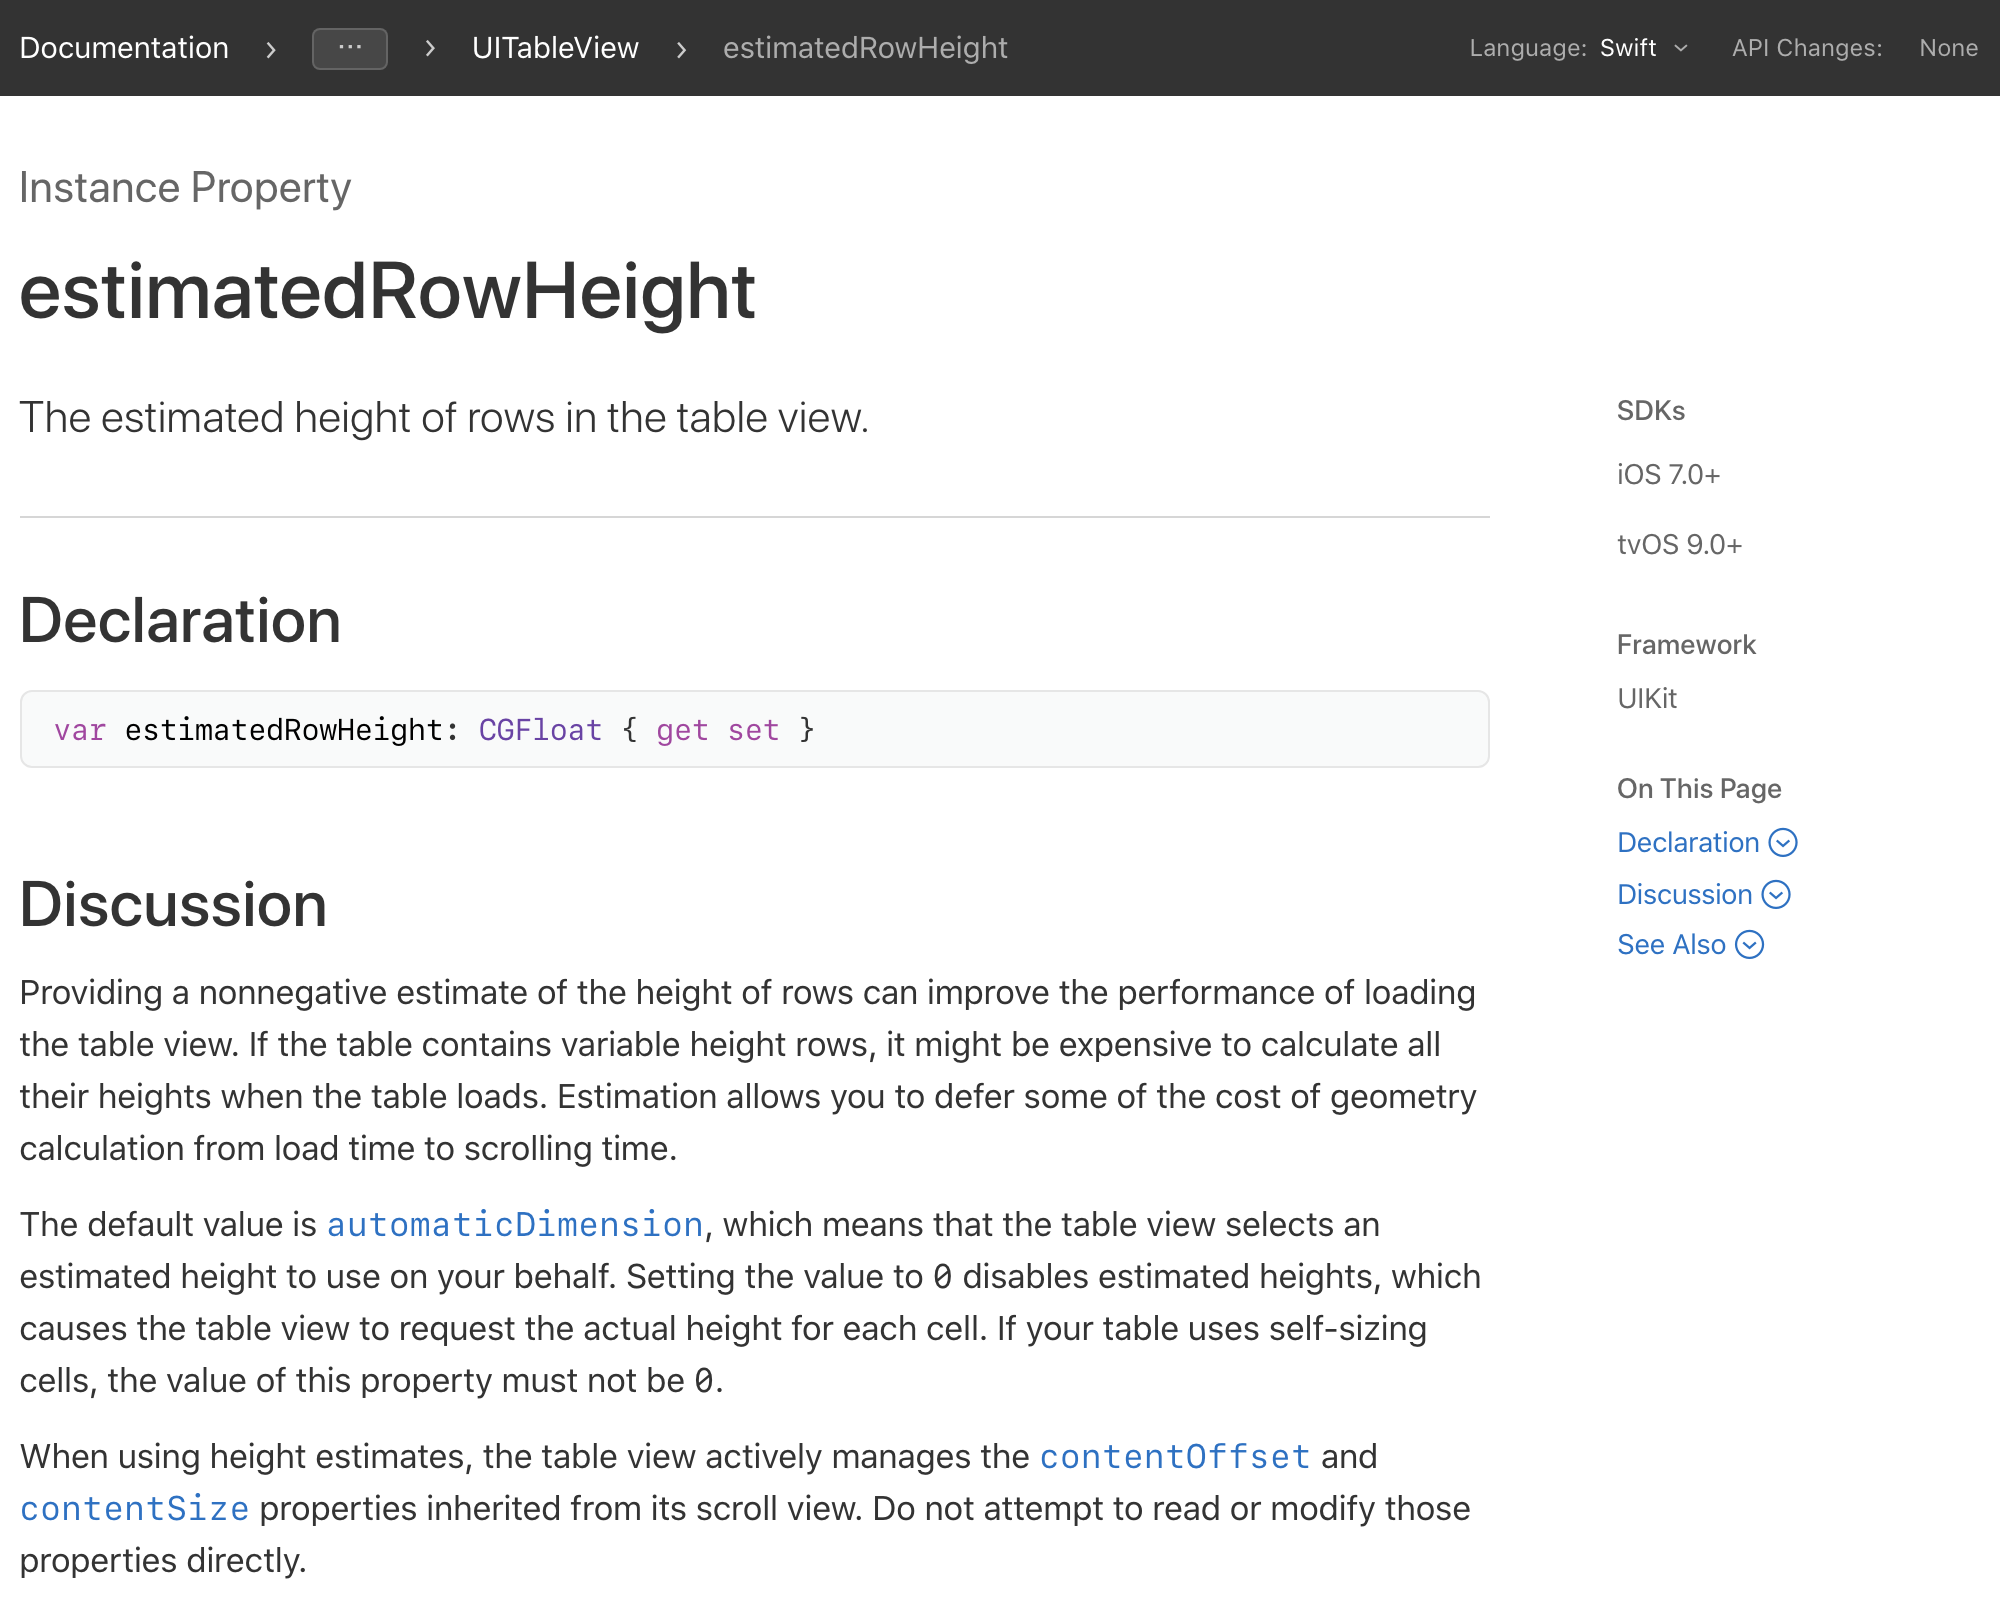 Documentation > ... > UITableView > estimatedRowHeight Language: Swift API Changes: None
Instance Property
estimatedRowHeight
The estimated height of rows in the table view.
SDKs
iOS 7.0+
tvOS 9.0+
Framework
UIKit
On This Page
Declaration
Discussion
See Also
Declaration
var estimatedRowHeight: CGFloat { get set }
Discussion
Providing a nonnegative estimate of the height of rows can improve the performance of loading
the table view. If the table contains variable height rows, it might be expensive to calculate all
their heights when the table loads. Estimation allows you to defer some of the cost of geometry
calculation from load time to scrolling time.
The default value is automaticDimension, which means that the table view selects an
estimated height to use on your behalf. Setting the value to 0 disables estimated heights, which
causes the table view to request the actual height for each cell. If your table uses self-sizing
cells, the value of this property must not be 0.
When using height estimates, the table view actively manages the contentOffset and
contentSize properties inherited from its scroll view. Do not attempt to read or modify those
properties directly.